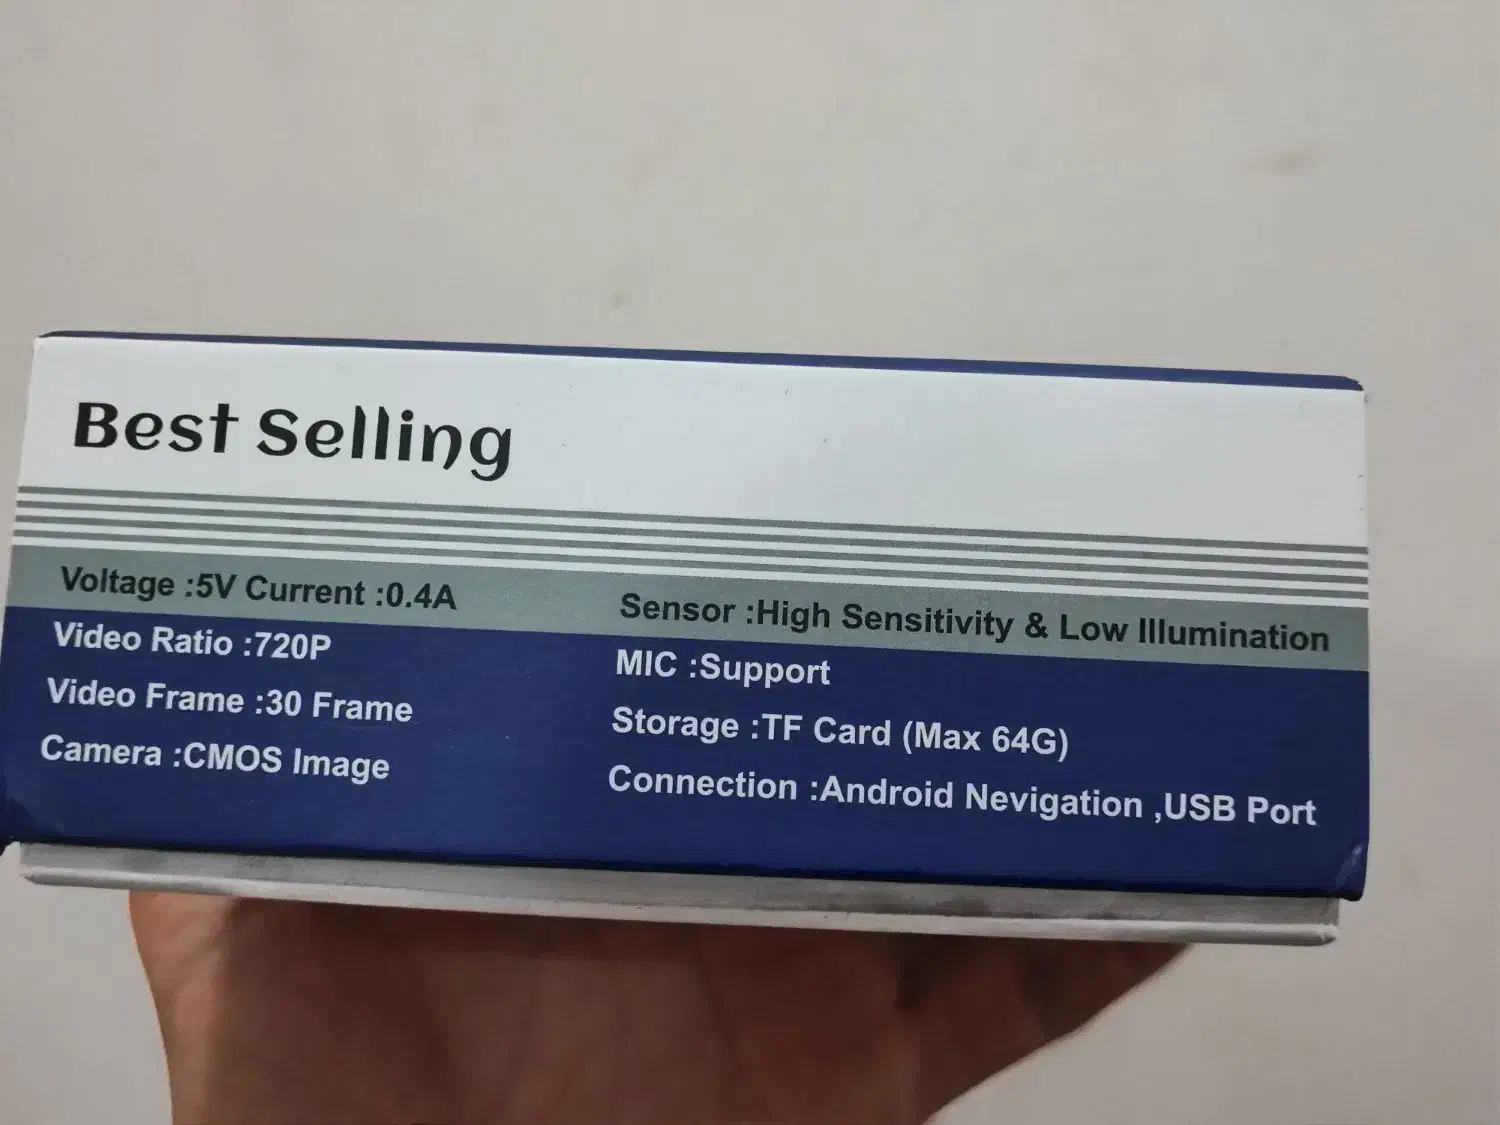 Best Selling
Voltage :5V Current :0.4A
Video Ratio :720P
Video Frame :30 Frame
Camera :CMOS Image
Sensor :High Sensitivity & Low Illumination
MIC :Support
Storage :TF Card (Max 64G)
Connection :Android Nevigation ,USB Port